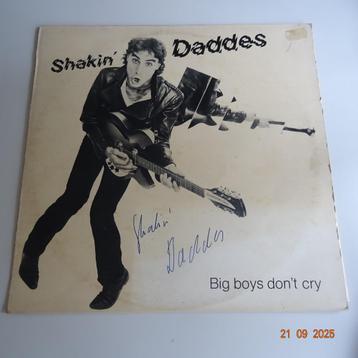 Shakin' Daddes
Shakin'
Daddes
Big boys don't cry
21 09 2025